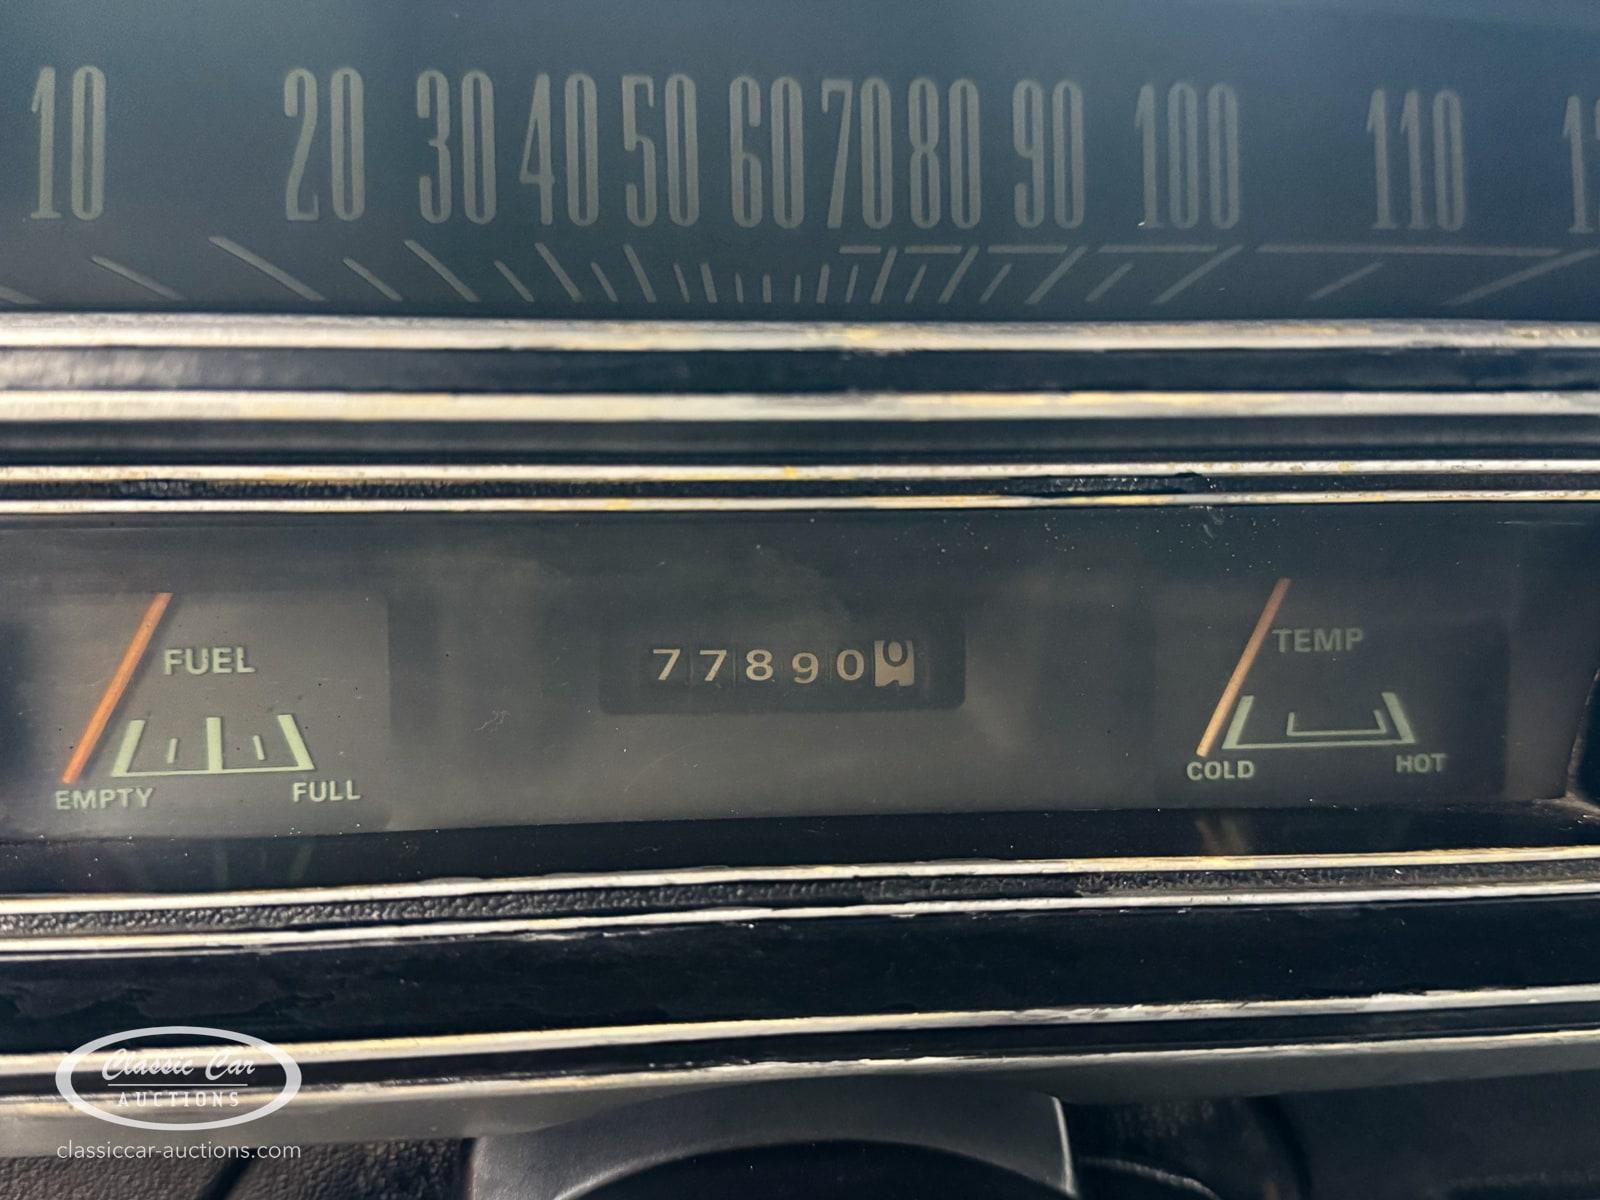 10 20 30 40 50 60 70 80 90 100 110
FUEL
EMPTY FULL
77890
TEMP
COLD HOT
Classic Car
AUCTIONS
classiccar-auctions.com